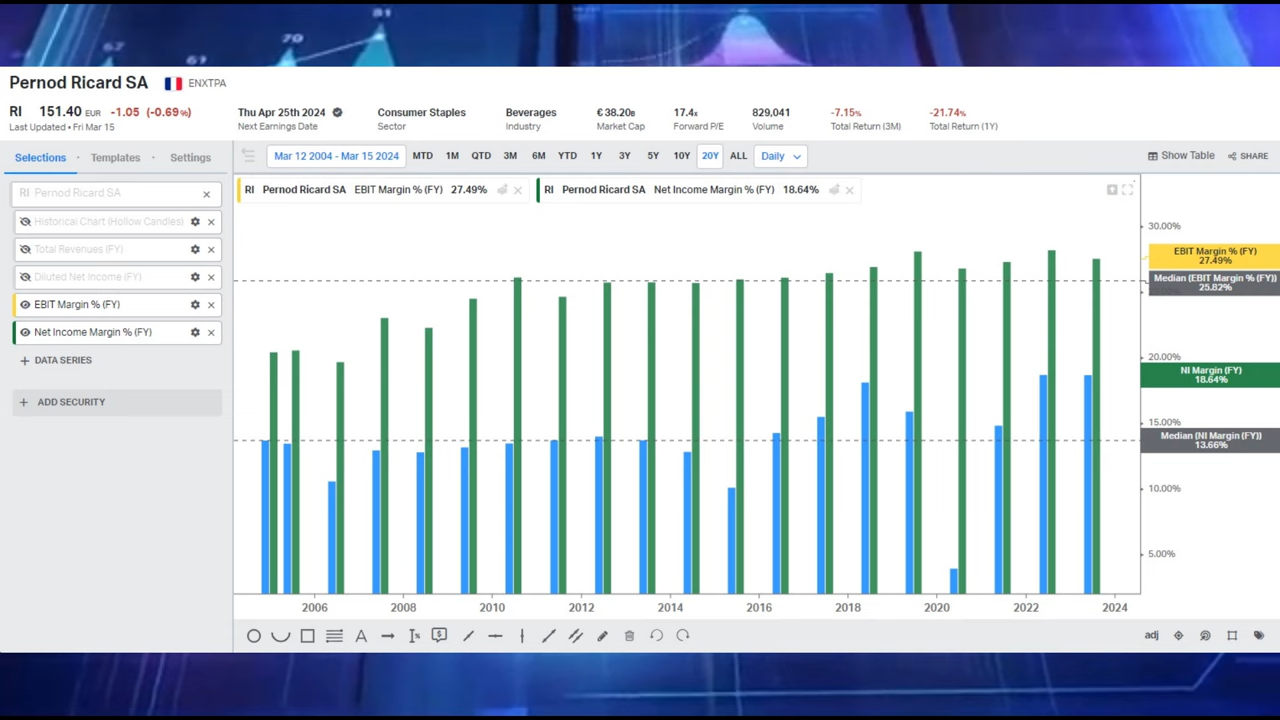 67
61
70
81
Pernod Ricard SA ENXTPA
RI 151.40 EUR -1.05 (-0.69%)
Last Updated • Fri Mar 15
Thu Apr 25th 2024
Next Earnings Date
Consumer Staples
Sector
Beverages
Industry
€38.20B
Market Cap
17.4x
Forward P/E
829,041
Volume
-7.15%
Total Return (3M)
-21.74%
Total Return (1Y)
Selections • Templates • Settings
Mar 12 2004 - Mar 15 2024 MTD 1M QTD 3M 6M YTD 1Y 3Y 5Y 10Y 20Y ALL Daily
Show Table SHARE
RI Pernod Ricard SA
Historical Chart (Hollow Candles)
Total Revenues (FY)
Diluted Net Income (FY)
EBIT Margin % (FY)
Net Income Margin % (FY)
+ DATA SERIES
+ ADD SECURITY
RI Pernod Ricard SA EBIT Margin % (FY) 27.49%
RI Pernod Ricard SA Net Income Margin % (FY) 18.64%
30.00%
EBIT Margin % (FY)
27.49%
Median (EBIT Margin % (FY))
25.82%
20.00%
NI Margin (FY)
18.64%
15.00%
Median (NI Margin (FY))
13.66%
10.00%
5.00%
2006 2008 2010 2012 2014 2016 2018 2020 2022 2024
adj